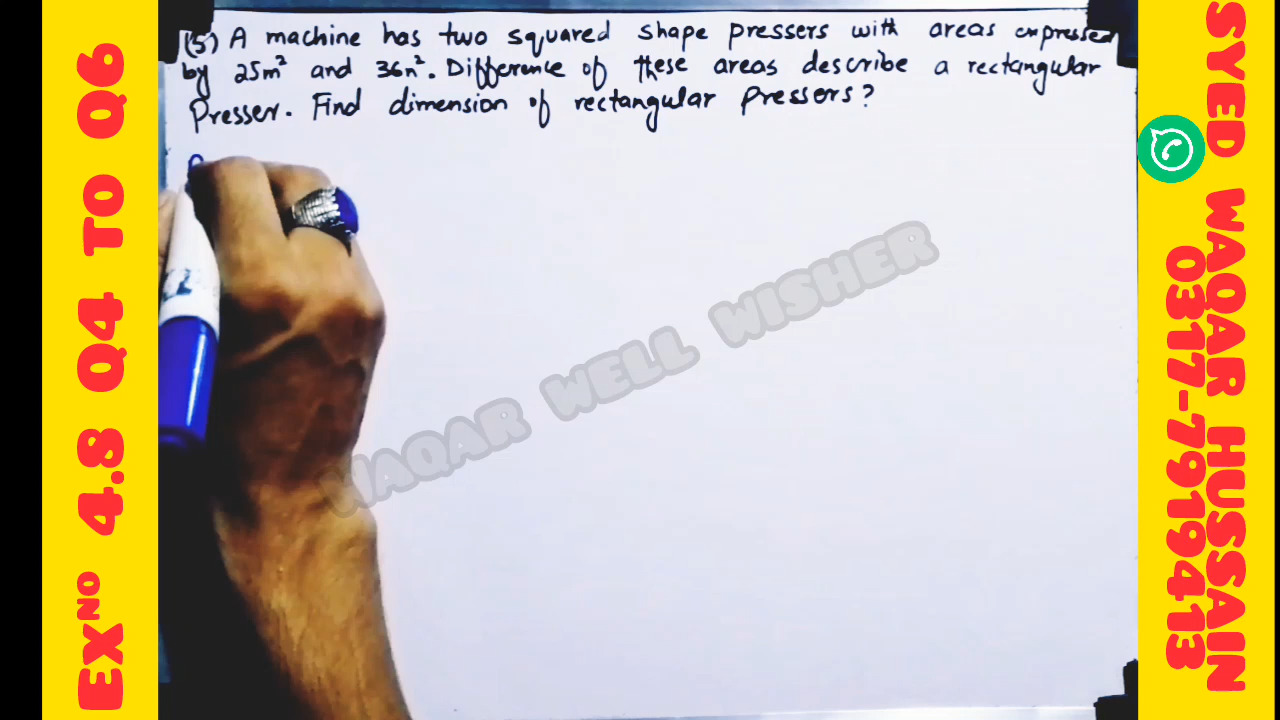 (5) A machine has two squared shape pressers with areas expressed
by 25m² and 36n². Difference of these areas describe a rectangular
Presser. Find dimension of rectangular Pressers?
EXᴺᴼ 4.8 Q4 TO Q6
WAQAR WELL WISHER
SYED WAQAR HUSSAIN
0317-7919413